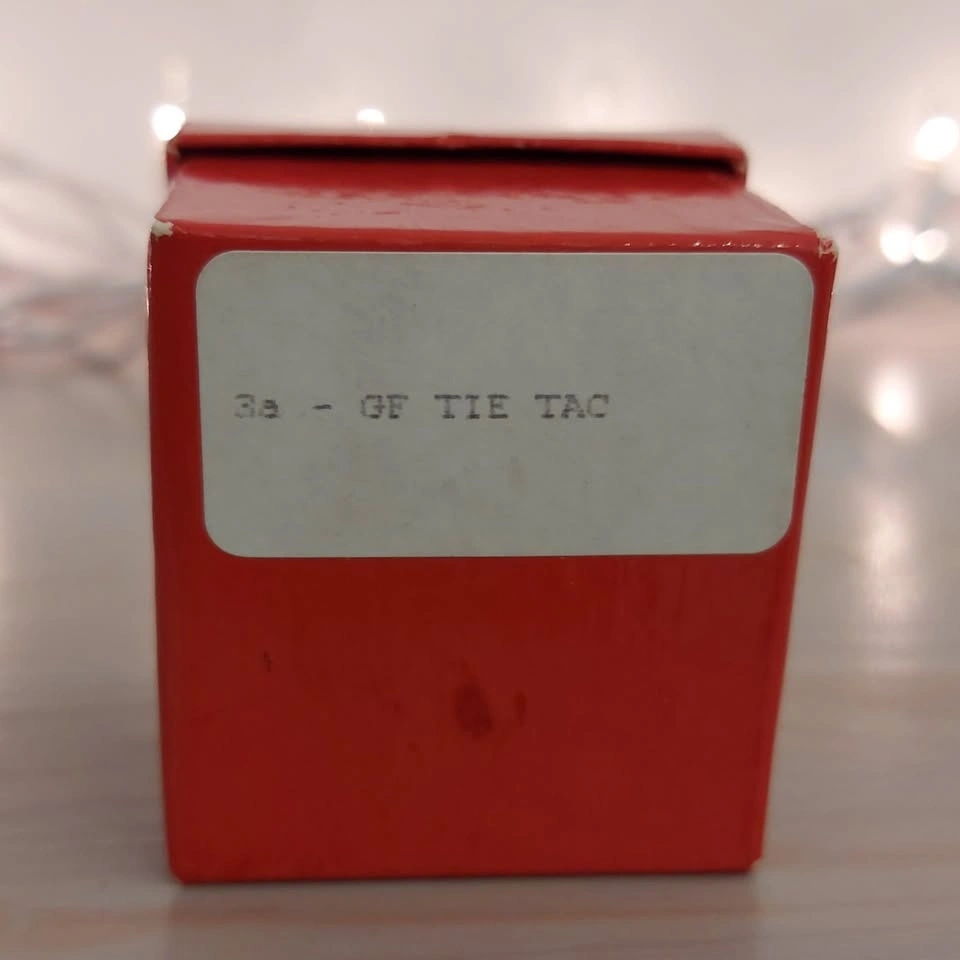 3a - GF TIE TAC